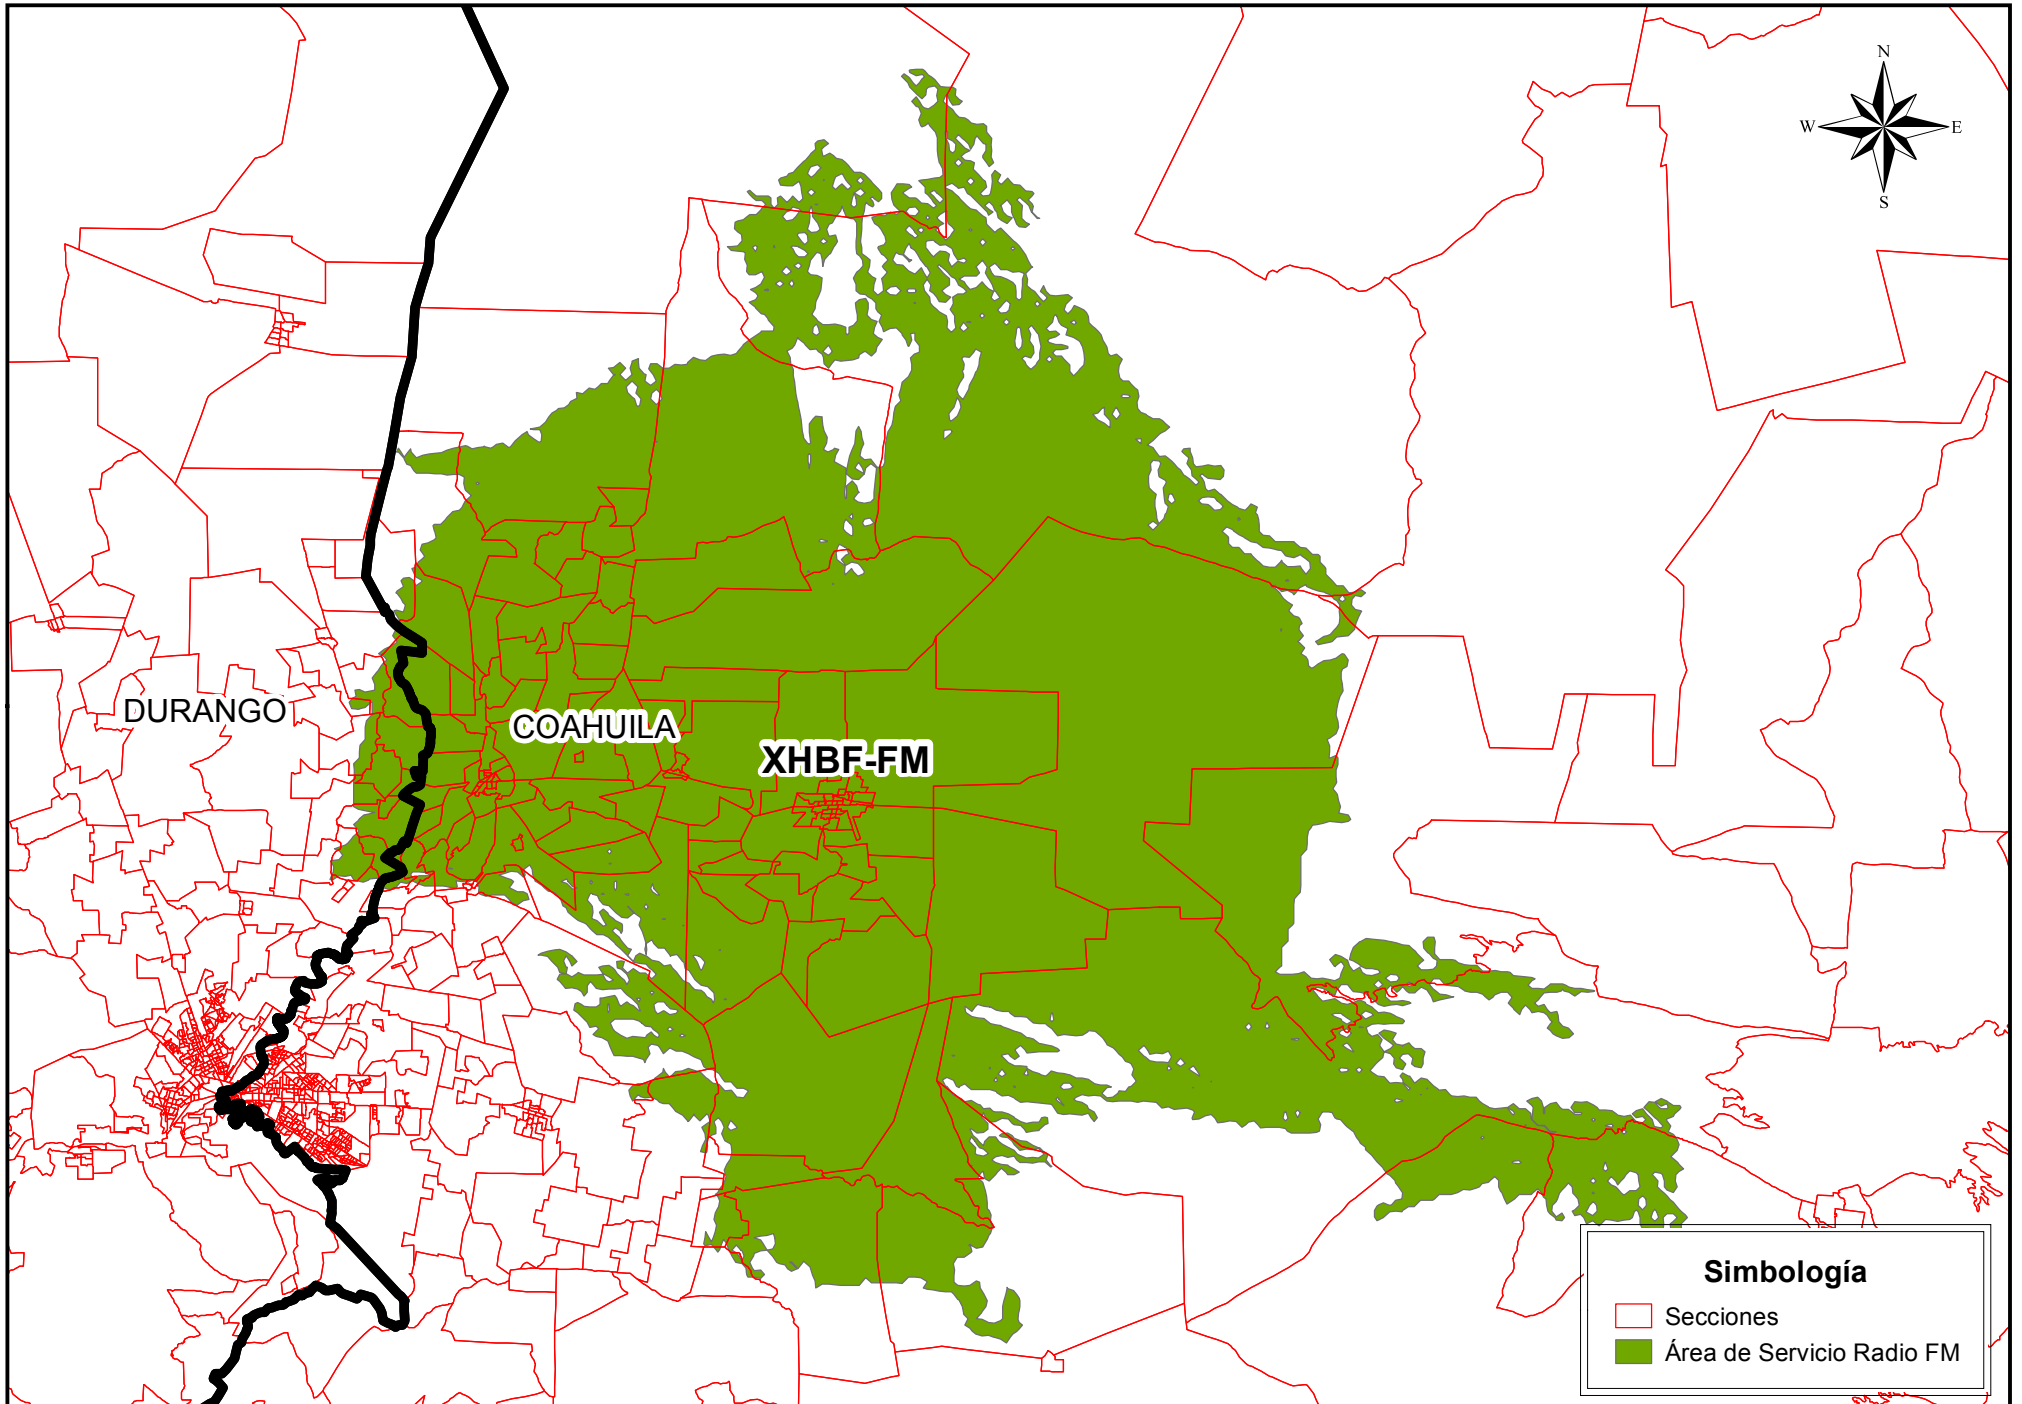 N
W E
S
DURANGO
COAHUILA
XHBF-FM
Simbología
Secciones
Área de Servicio Radio FM